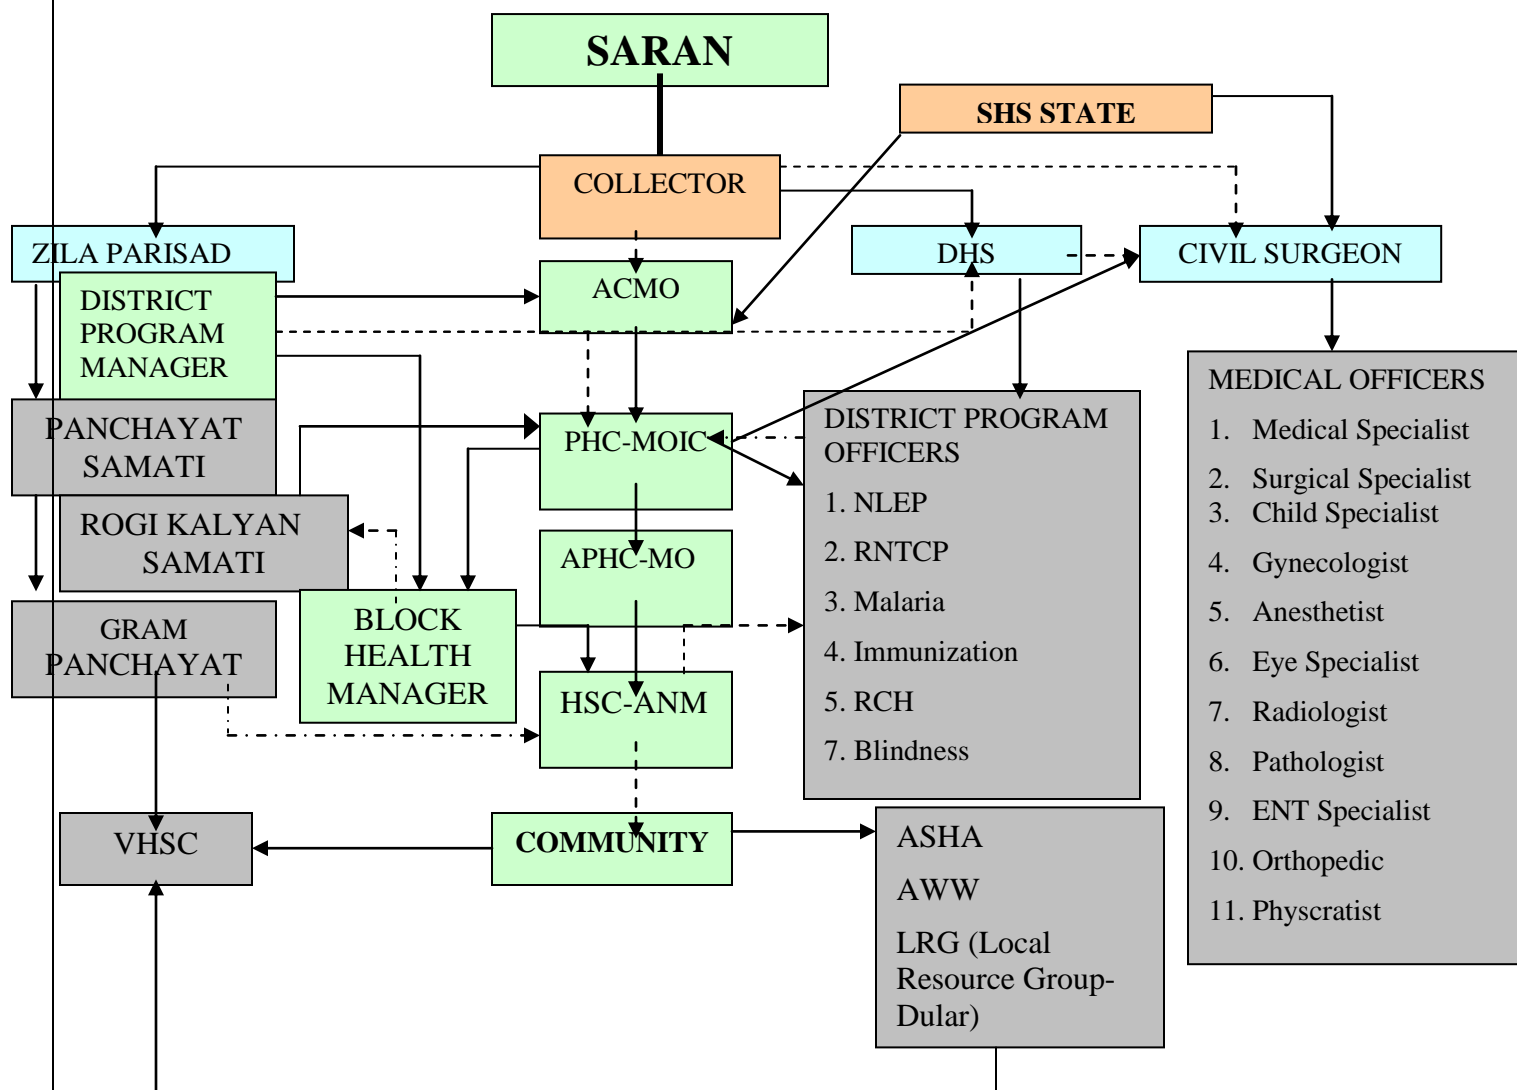 SARAN
SHS STATE
COLLECTOR
ZILA PARISAD
DHS
CIVIL SURGEON
DISTRICT
PROGRAM
MANAGER
ACMO
PANCHAYAT
SAMATI
PHC-MOIC
DISTRICT PROGRAM
OFFICERS
1. NLEP
2. RNTCP
3. Malaria
4. Immunization
5. RCH
7. Blindness
MEDICAL OFFICERS
1. Medical Specialist
2. Surgical Specialist
3. Child Specialist
4. Gynecologist
5. Anesthetist
6. Eye Specialist
7. Radiologist
8. Pathologist
9. ENT Specialist
10. Orthopedic
11. Physcratist
ROGI KALYAN
SAMATI
APHC-MO
GRAM
PANCHAYAT
BLOCK
HEALTH
MANAGER
HSC-ANM
VHSC
COMMUNITY
ASHA
AWW
LRG (Local
Resource Group-
Dular)